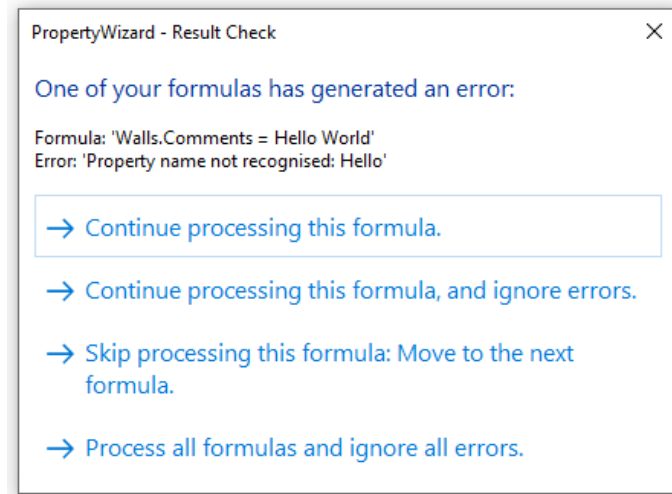 PropertyWizard - Result Check
One of your formulas has generated an error:
Formula: 'Walls.Comments = Hello World'
Error: 'Property name not recognised: Hello'
Continue processing this formula.
Continue processing this formula, and ignore errors.
Skip processing this formula: Move to the next
formula.
Process all formulas and ignore all errors.